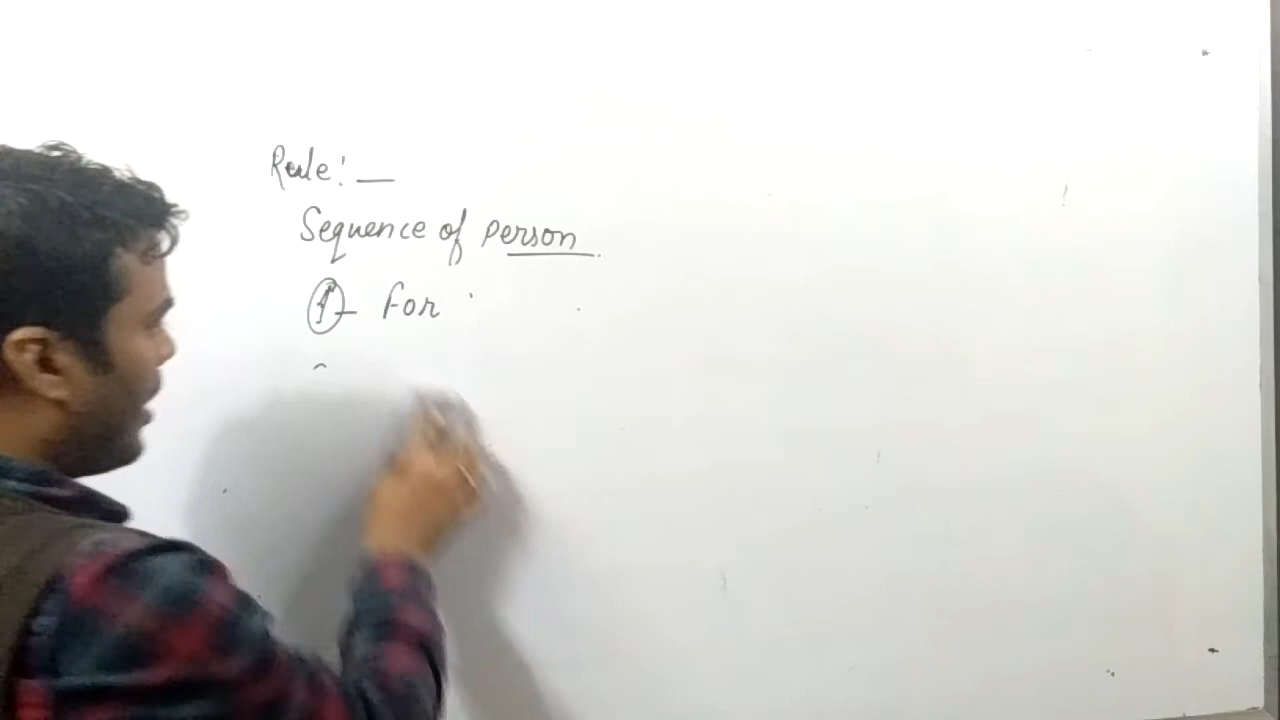 Rule:—
Sequence of person.
①- For